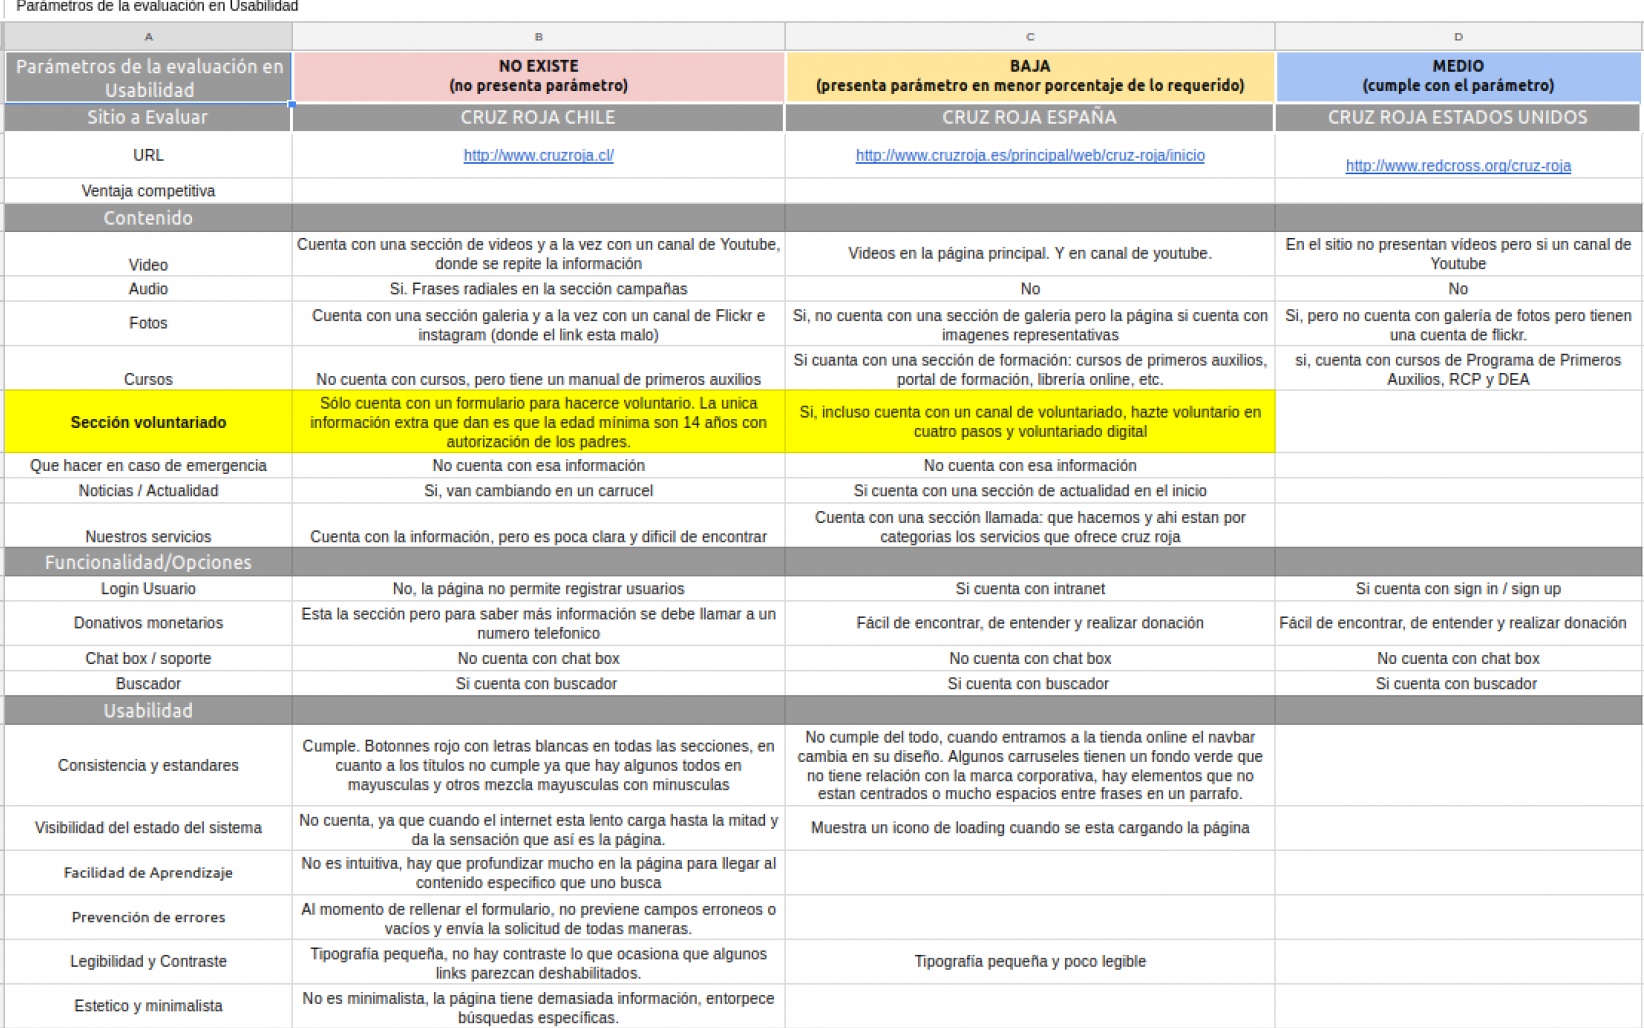 Parámetros de la evaluación en Usabilidad
A
B
C
D
Parámetros de la evaluación en
Usabilidad
NO EXISTE
(no presenta parámetro)
BAJA
(presenta parámetro en menor porcentaje de lo requerido)
MEDIO
(cumple con el parámetro)
Sitio a Evaluar
CRUZ ROJA CHILE
CRUZ ROJA ESPAÑA
CRUZ ROJA ESTADOS UNIDOS
URL
http://www.cruzroja.cl/
http://www.cruzroja.es/principal/web/cruz-roja/inicio
http://www.redcross.org/cruz-roja
Ventaja competitiva
Contenido
Video
Cuenta con una sección de videos y a la vez con un canal de Youtube,
donde se repite la información
Videos en la página principal. Y en canal de youtube.
En el sitio no presentan vídeos pero si un canal de
Youtube
Audio
Si. Frases radiales en la sección campañas
No
No
Fotos
Cuenta con una sección galeria y a la vez con un canal de Flickr e
instagram (donde el link esta malo)
Si, no cuenta con una sección de galeria pero la página si cuenta con
imagenes representativas
Si, pero no cuenta con galería de fotos pero tienen
una cuenta de flickr.
Cursos
No cuenta con cursos, pero tiene un manual de primeros auxilios
Si cuanta con una sección de formación: cursos de primeros auxilios,
portal de formación, librería online, etc.
si, cuenta con cursos de Programa de Primeros
Auxilios, RCP y DEA
Sección voluntariado
Sólo cuenta con un formulario para hacerce voluntario. La unica
información extra que dan es que la edad mínima son 14 años con
autorización de los padres.
Si, incluso cuenta con un canal de voluntariado, hazte voluntario en
cuatro pasos y voluntariado digital
Que hacer en caso de emergencia
No cuenta con esa información
No cuenta con esa información
Noticias / Actualidad
Si, van cambiando en un carrucel
Si cuenta con una sección de actualidad en el inicio
Nuestros servicios
Cuenta con la información, pero es poca clara y dificil de encontrar
Cuenta con una sección llamada: que hacemos y ahi estan por
categorias los servicios que ofrece cruz roja
Funcionalidad/Opciones
Login Usuario
No, la página no permite registrar usuarios
Si cuenta con intranet
Si cuenta con sign in / sign up
Donativos monetarios
Esta la sección pero para saber más información se debe llamar a un
numero telefonico
Fácil de encontrar, de entender y realizar donación
Fácil de encontrar, de entender y realizar donación
Chat box / soporte
No cuenta con chat box
No cuenta con chat box
No cuenta con chat box
Buscador
Si cuenta con buscador
Si cuenta con buscador
Si cuenta con buscador
Usabilidad
Consistencia y estandares
Cumple. Botonnes rojo con letras blancas en todas las secciones, en
cuanto a los títulos no cumple ya que hay algunos todos en
mayusculas y otros mezcla mayusculas con minusculas
No cumple del todo, cuando entramos a la tienda online el navbar
cambia en su diseño. Algunos carruseles tienen un fondo verde que
no tiene relación con la marca corporativa, hay elementos que no
estan centrados o mucho espacios entre frases en un parrafo.
Visibilidad del estado del sistema
No cuenta, ya que cuando el internet esta lento carga hasta la mitad y
da la sensación que así es la página.
Muestra un icono de loading cuando se esta cargando la página
Facilidad de Aprendizaje
No es intuitiva, hay que profundizar mucho en la página para llegar al
contenido especifico que uno busca
Prevención de errores
Al momento de rellenar el formulario, no previene campos erroneos o
vacíos y envía la solicitud de todas maneras.
Legibilidad y Contraste
Tipografía pequeña, no hay contraste lo que ocasiona que algunos
links parezcan deshabilitados.
Tipografía pequeña y poco legible
Estetico y minimalista
No es minimalista, la página tiene demasiada información, entorpece
búsquedas específicas.